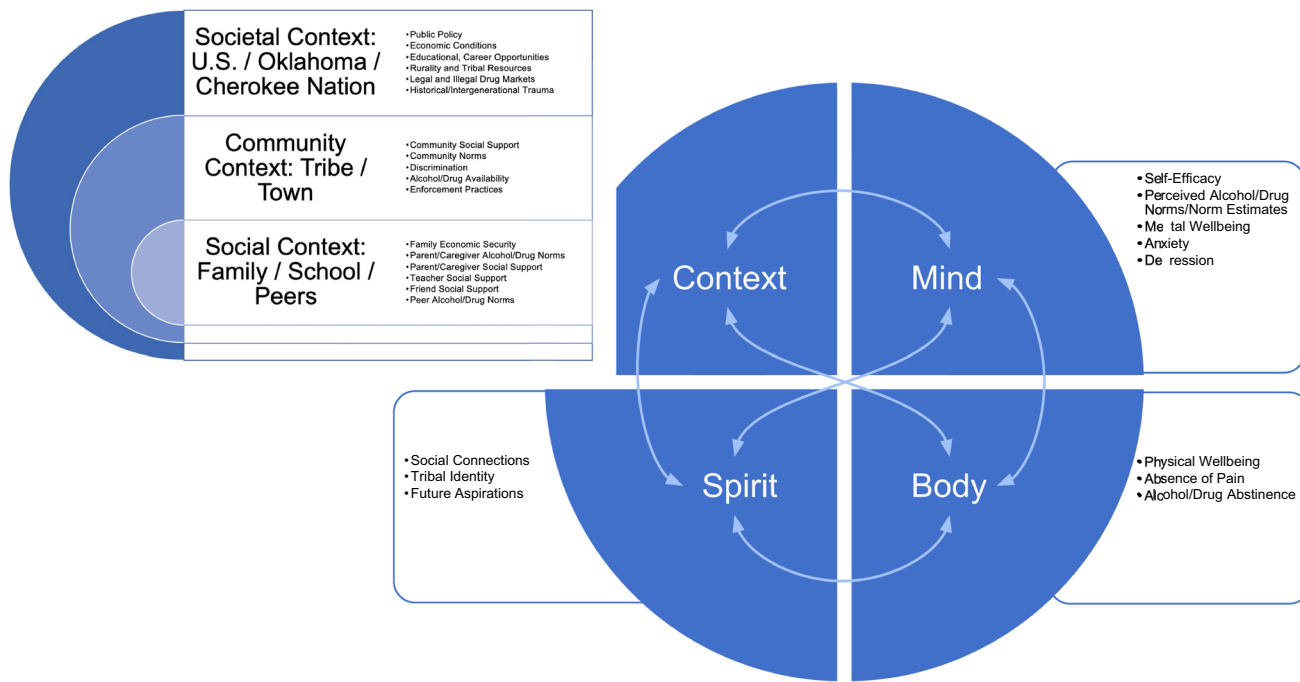 Societal Context:
U.S. / Oklahoma /
Cherokee Nation
•Public Policy
•Economic Conditions
•Educational, Career Opportunities
•Rurality and Tribal Resources
•Legal and Illegal Drug Markets
•Historical/Intergenerational Trauma
Community
Context: Tribe /
Town
•Community Social Support
•Community Norms
•Discrimination
•Alcohol/Drug Availability
•Enforcement Practices
Social Context:
Family / School /
Peers
•Family Economic Security
•Parent/Caregiver Alcohol/Drug Norms
•Parent/Caregiver Social Support
•Teacher Social Support
•Friend Social Support
•Peer Alcohol/Drug Norms
Context
Mind
•Self-Efficacy
•Perceived Alcohol/Drug
Norms/Norm Estimates
•Me tal Wellbeing
•Anxiety
•De ression
•Social Connections
•Tribal Identity
•Future Aspirations
Spirit
Body
•Physical Wellbeing
•Absence of Pain
•Alcohol/Drug Abstinence